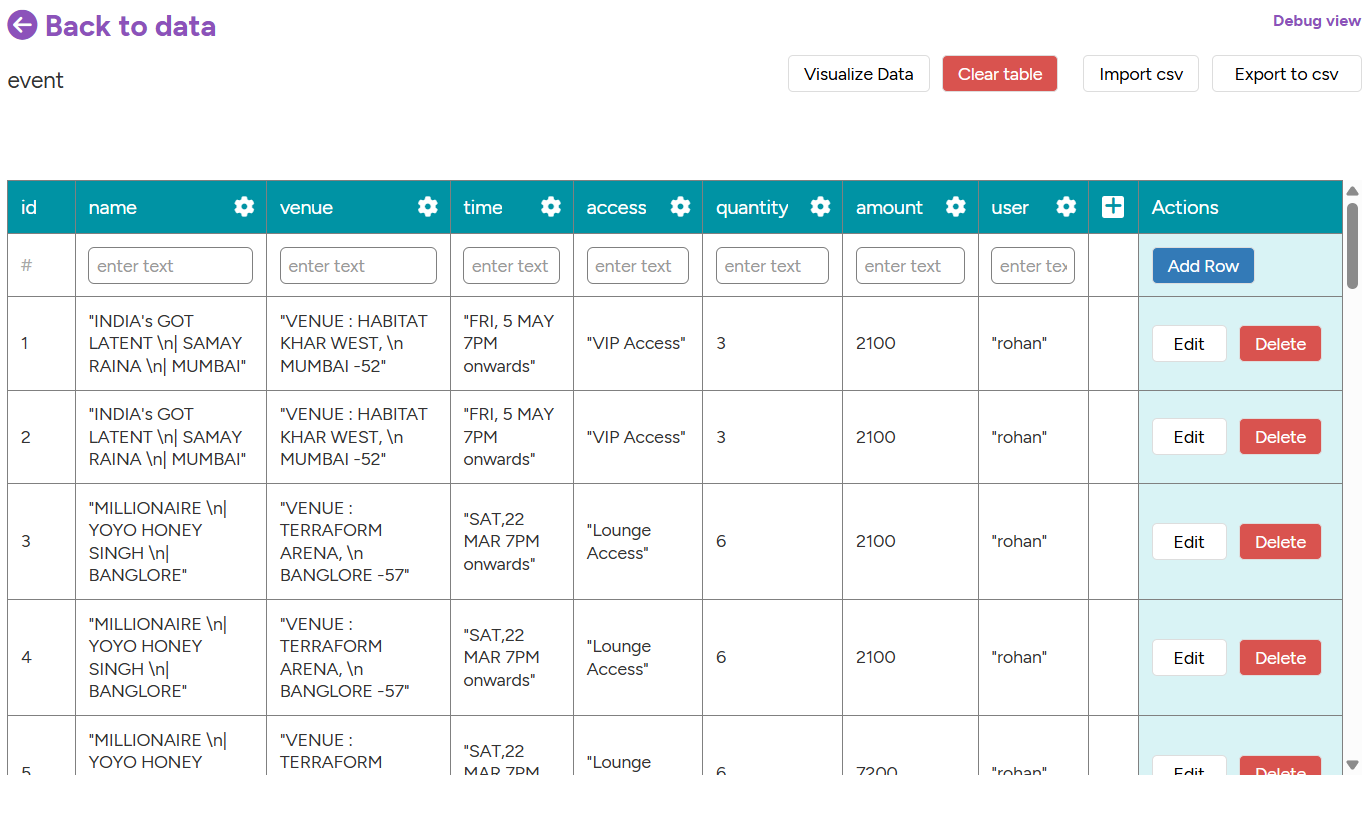 Back to data
Debug view
event
Visualize Data
Clear table
Import csv
Export to csv
id name venue time access quantity amount user Actions
# enter text enter text enter text enter text enter text enter text enter tex Add Row
"INDIA's GOT
LATENT \n| SAMAY
RAINA \n| MUMBAI"
"VENUE : HABITAT
KHAR WEST, \n
MUMBAI -52"
"FRI, 5 MAY
7PM
onwards"
1
"VIP Access"
3
2100
"rohan"
Edit
Delete
"INDIA's GOT
LATENT \n| SAMAY
RAINA \n| MUMBAI"
"VENUE : HABITAT
KHAR WEST, \n
MUMBAI -52"
"FRI, 5 MAY
7PM
onwards"
2
"VIP Access"
3
2100
"rohan"
Edit
Delete
"MILLIONAIRE \n|
YOYO HONEY
SINGH \n|
BANGLORE"
"VENUE :
TERRAFORM
ARENA, \n
BANGLORE -57"
"SAT,22
MAR 7PM
onwards"
3
"Lounge
Access"
6
2100
"rohan"
Edit
Delete
"MILLIONAIRE \n|
YOYO HONEY
SINGH \n|
BANGLORE"
"VENUE :
TERRAFORM
ARENA, \n
BANGLORE -57"
"SAT,22
MAR 7PM
onwards"
4
"Lounge
Access"
6
2100
"rohan"
Edit
Delete
"MILLIONAIRE \n|
YOYO HONEY
"VENUE :
TERRAFORM
"SAT,22
MAR 7PM
5
"Lounge
6
7200
"rohan"
Edit
Delete